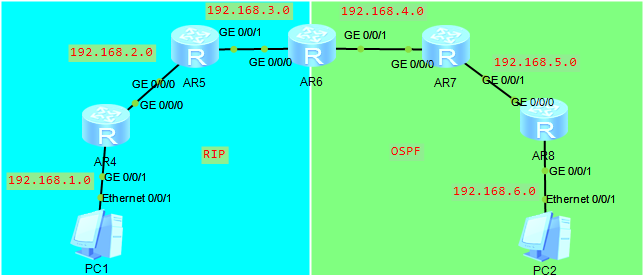 192.168.3.0
192.168.4.0
GE 0/0/1
GE 0/0/1
192.168.2.0
R
R
R
192.168.5.0
GE 0/0/0
GE 0/0/0
AR5
AR6
AR7
GE 0/0/0
GE 0/0/1
GE 0/0/0
GE 0/0/0
R
R
AR4
RIP
OSPF
AR8
192.168.1.0
GE 0/0/1
GE 0/0/1
192.168.6.0
Ethernet 0/0/1
Ethernet 0/0/1
PC1
PC2